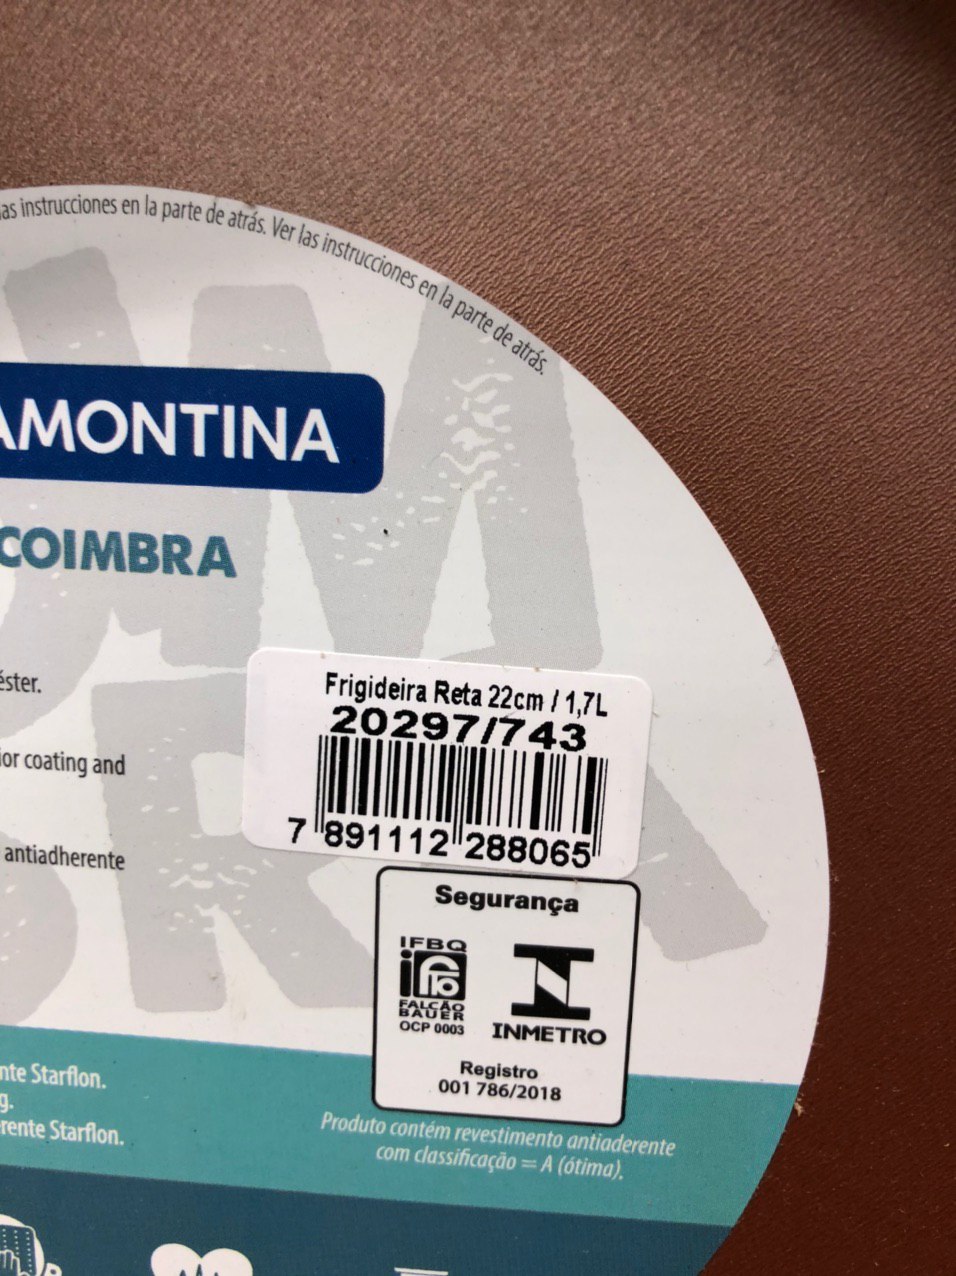 las instrucciones en la parte de atrás. Ver las instrucciones en la parte de atrás.
AMONTINA
COIMBRA
éster.
Frigideira Reta 22cm / 1,7L
20297/743
7 891112 288065
ior coating and
antiadherente
Segurança
IFBQ
FALCÃO
BAUER
OCP 0003
INMETRO
Registro
001 786/2018
nte Starflon.
g.
rente Starflon.
Produto contém revestimento antiaderente
com classificação = A (ótima).